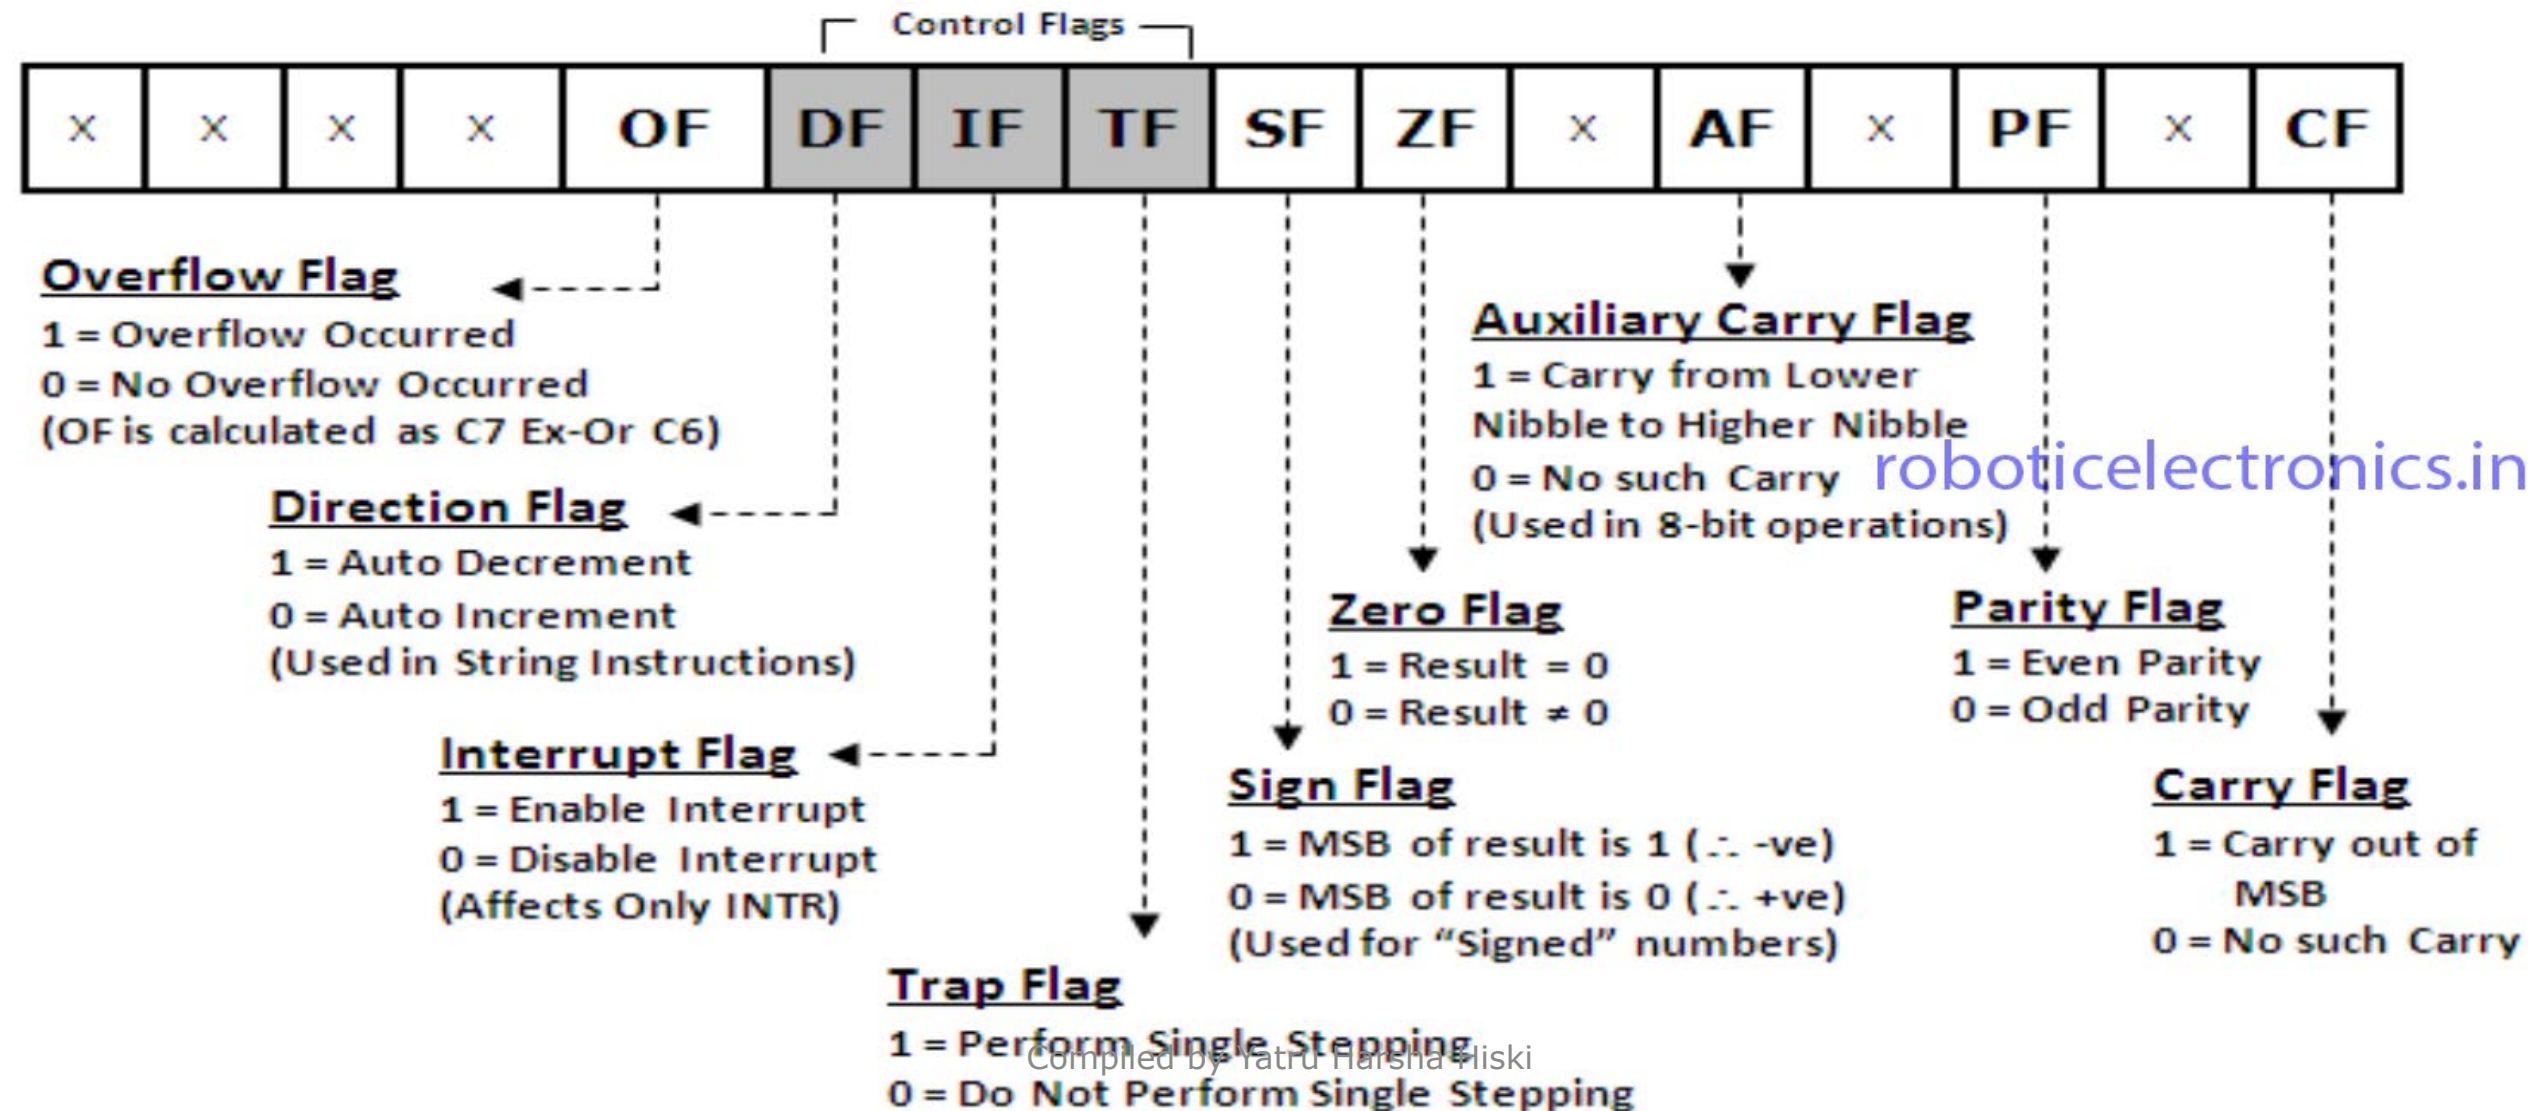 Control Flags
x x x x OF DF IF TF SF ZF x AF x PF x CF
Overflow Flag
1 = Overflow Occurred
0 = No Overflow Occurred
(OF is calculated as C7 Ex-Or C6)
Direction Flag
1 = Auto Decrement
0 = Auto Increment
(Used in String Instructions)
Interrupt Flag
1 = Enable Interrupt
0 = Disable Interrupt
(Affects Only INTR)
Trap Flag
1 = Perform Single Stepping
0 = Do Not Perform Single Stepping
Sign Flag
1 = MSB of result is 1 (∴ -ve)
0 = MSB of result is 0 (∴ +ve)
(Used for “Signed” numbers)
Zero Flag
1 = Result = 0
0 = Result ≠ 0
Auxiliary Carry Flag
1 = Carry from Lower
Nibble to Higher Nibble
0 = No such Carry
(Used in 8-bit operations)
Parity Flag
1 = Even Parity
0 = Odd Parity
Carry Flag
1 = Carry out of
MSB
0 = No such Carry
roboticelectronics.in
Compiled by Yatru Harsha Hiski